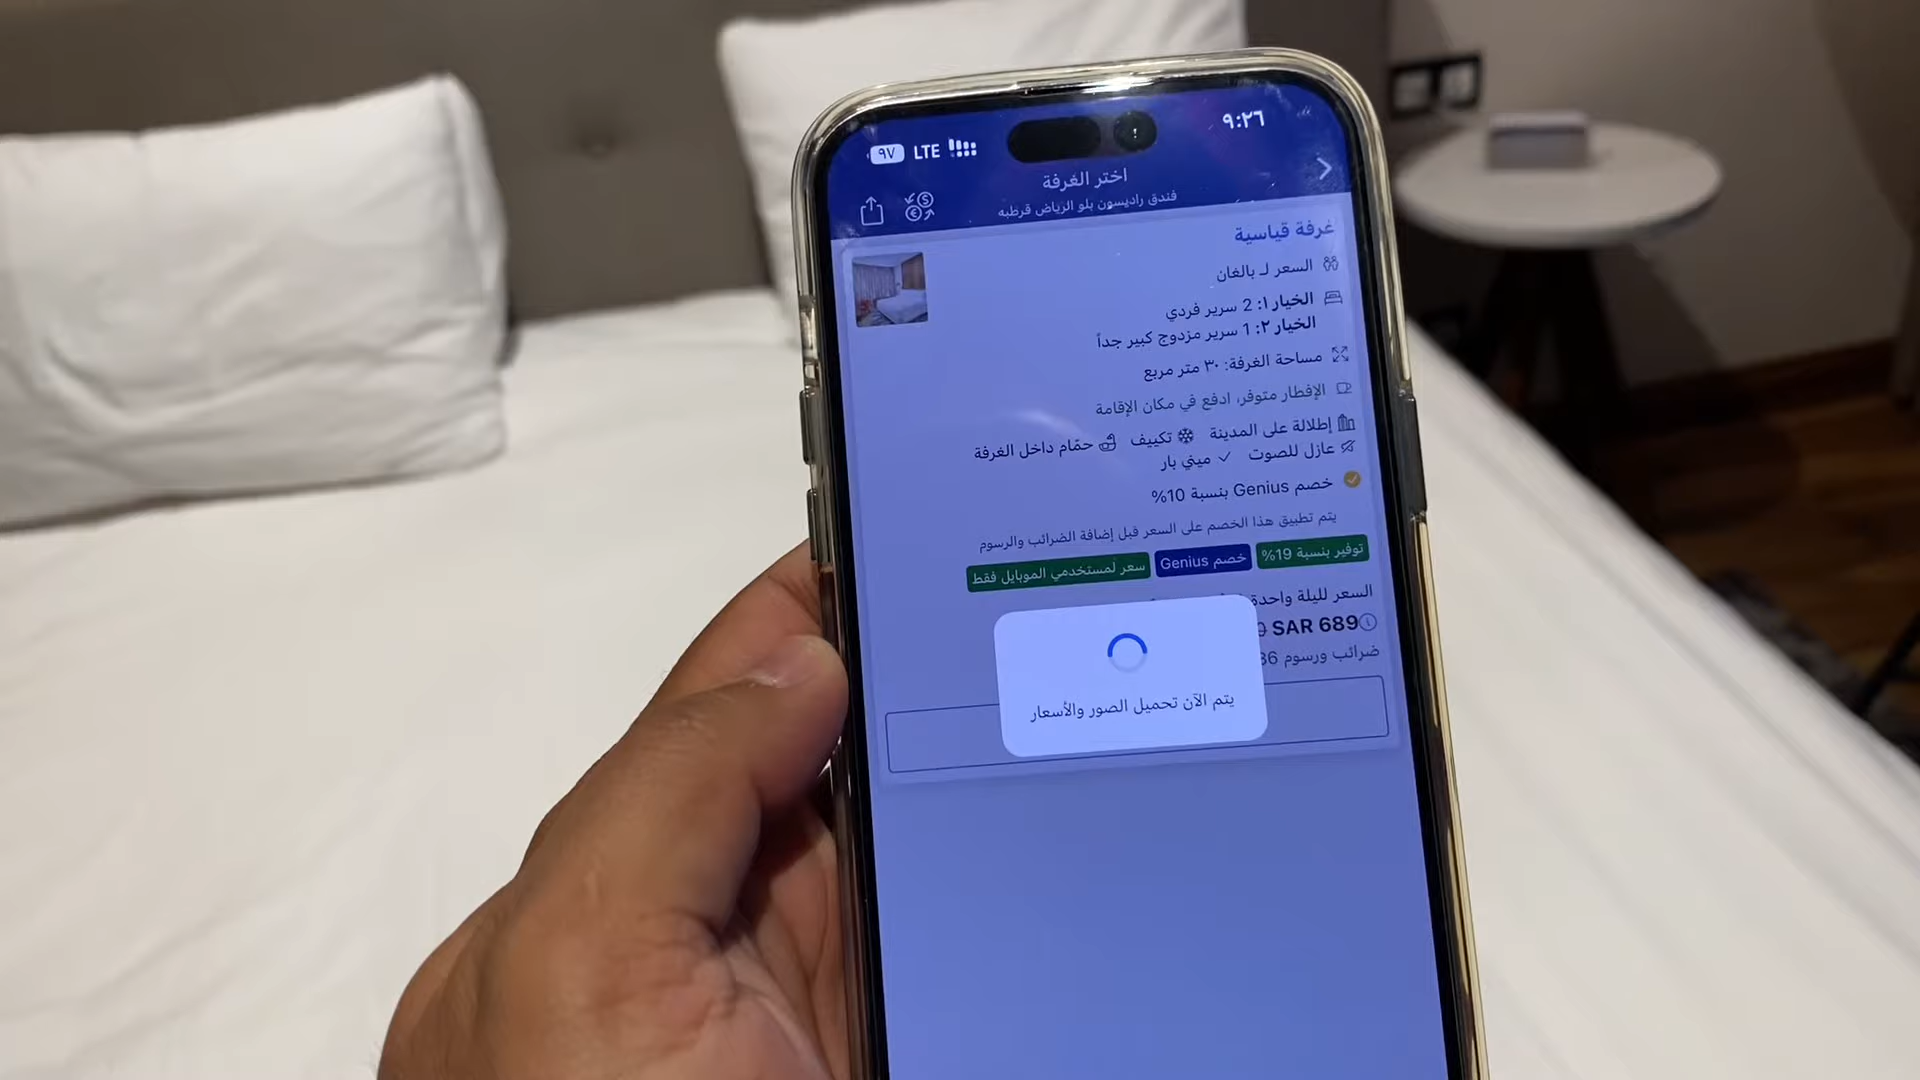 ٩:٢٦
LTE ٩٧
اختر الغرفة
فندق راديسون بلو الرياض قرطبه
غرفة قياسية
السعر لـ بالغان
الخيار ١: 2 سرير فردي
الخيار ٢: 1 سرير مزدوج كبير جداً
مساحة الغرفة: ٣٠ متر مربع
الإفطار متوفر، ادفع في مكان الإقامة
إطلالة على المدينة تكييف حمّام داخل الغرفة
عازل للصوت ميني بار
خصم Genius بنسبة 10%
يتم تطبيق هذا الخصم على السعر قبل إضافة الضرائب والرسوم
توفير بنسبة 19% خصم Genius سعر لمستخدمي الموبايل فقط
السعر لليلة واحدة
SAR 689
ضرائب ورسوم
يتم الآن تحميل الصور والأسعار